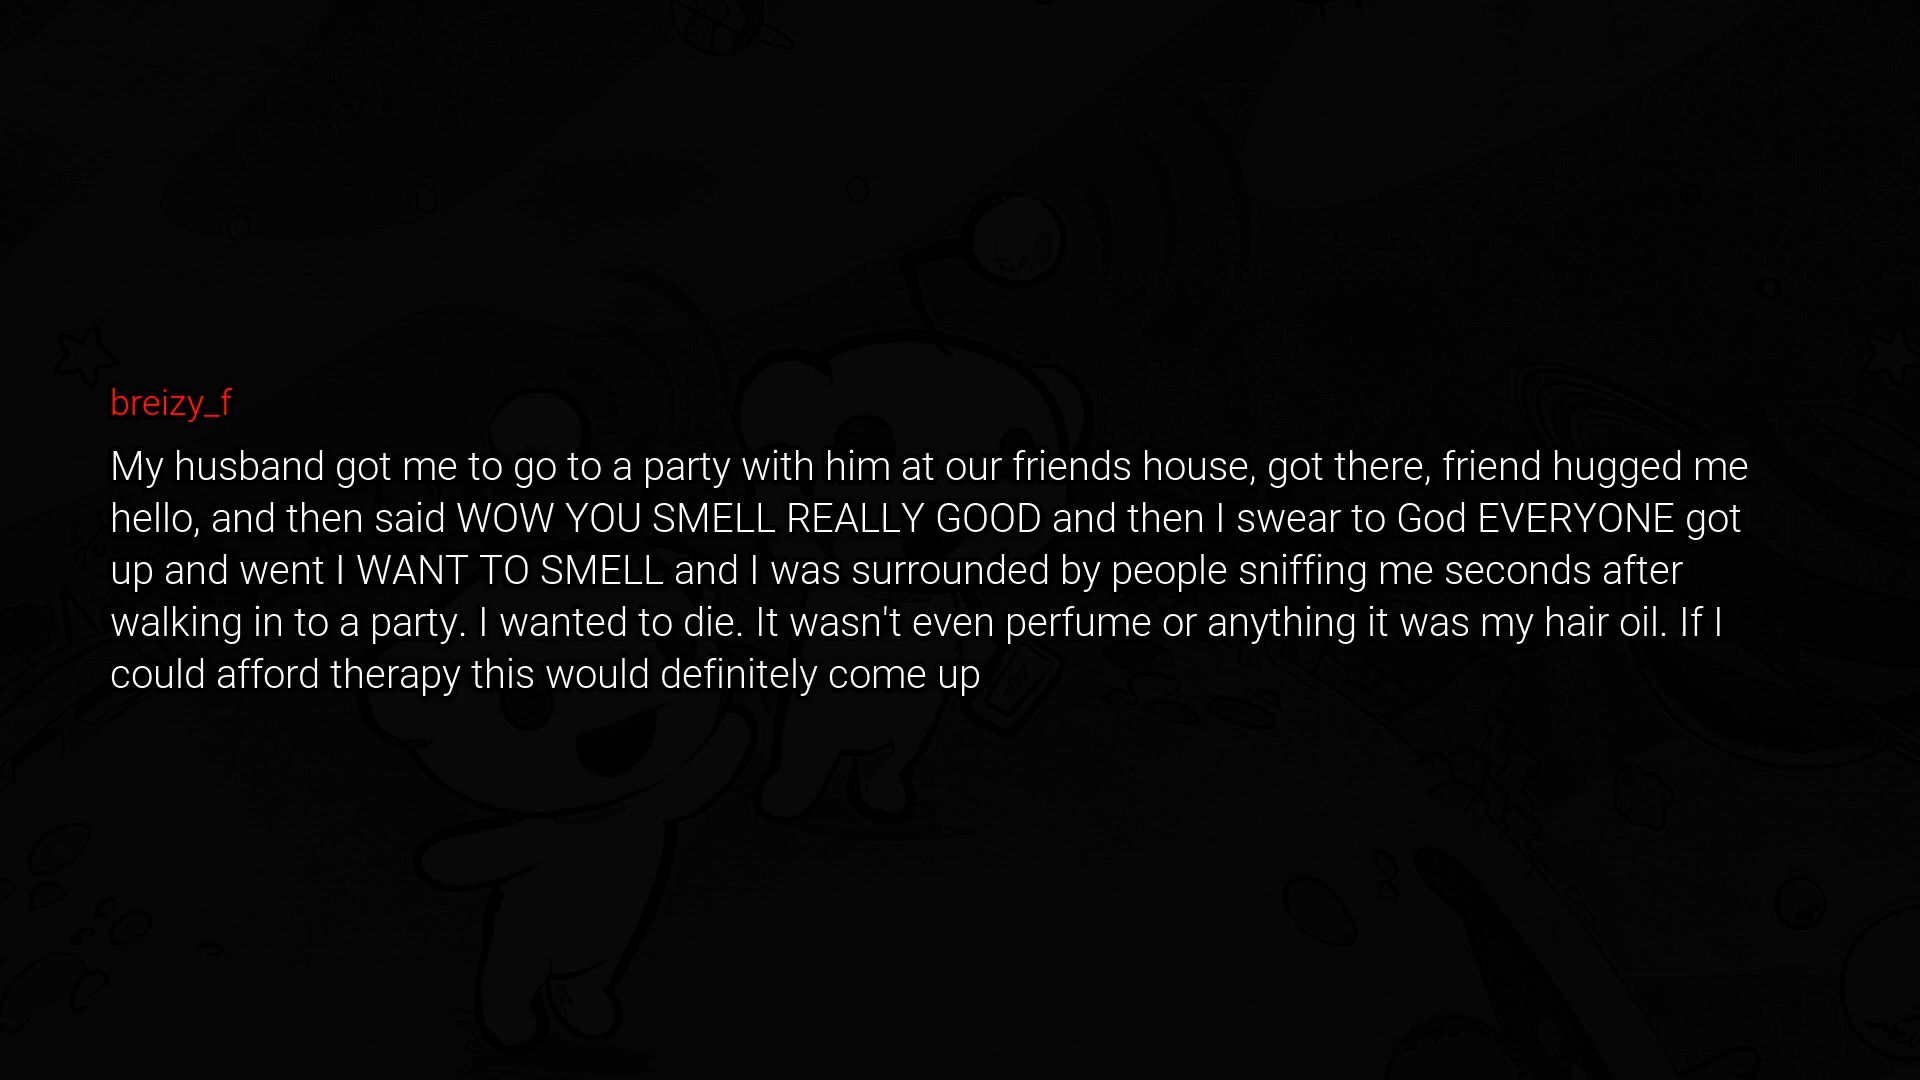 breizy_f
My husband got me to go to a party with him at our friends house, got there, friend hugged me
hello, and then said WOW YOU SMELL REALLY GOOD and then I swear to God EVERYONE got
up and went I WANT TO SMELL and I was surrounded by people sniffing me seconds after
walking in to a party. I wanted to die. It wasn't even perfume or anything it was my hair oil. If I
could afford therapy this would definitely come up